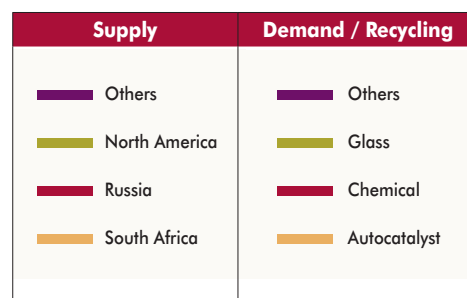 Supply
Demand / Recycling
Others
Others
North America
Glass
Russia
Chemical
South Africa
Autocatalyst